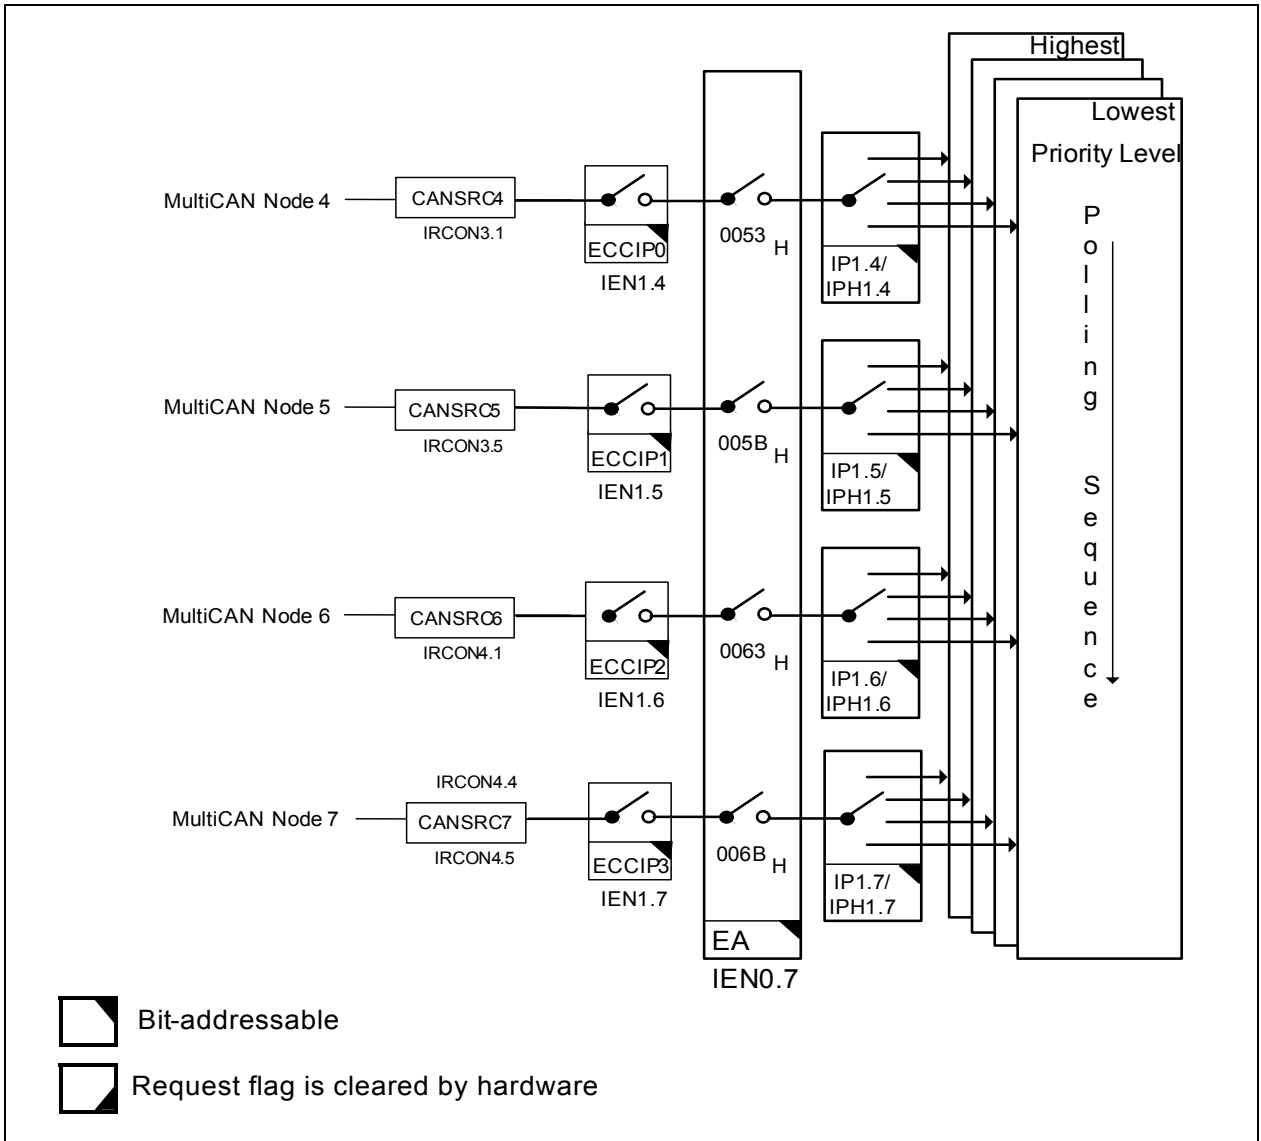 Highest
Lowest
Priority Level
MultiCAN Node 4
CANSRC4
IRCON3.1
ECCIP0
IEN1.4
0053 H
IP1.4/
IPH1.4
MultiCAN Node 5
CANSRC5
IRCON3.5
ECCIP1
IEN1.5
005B H
IP1.5/
IPH1.5
MultiCAN Node 6
CANSRC6
IRCON4.1
ECCIP2
IEN1.6
0063 H
IP1.6/
IPH1.6
MultiCAN Node 7
IRCON4.4
CANSRC7
IRCON4.5
ECCIP3
IEN1.7
006B H
IP1.7/
IPH1.7
Polling Sequence
EA
IEN0.7
Bit-addressable
Request flag is cleared by hardware